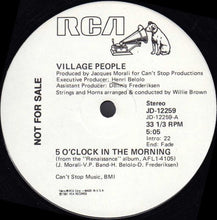 RCA
VILLAGE PEOPLE
Produced by Jacques Morali for Can't Stop Productions
Executive Producer: Henri Belolo
Assistant: Donna Frederiksen
Strings and Horns arranged & conducted by Willie Brown
NOT FOR SALE
Stereo
JD-12259
JD-12259-A
33 1/3 RPM
5:05
Intro: 22
End: Fade
5 O'CLOCK IN THE MORNING
(from the "Renaissance" album, AFL1-4105)
(J. Morali-V.P. Band-H. Belolo-D. Frederiksen)
Can't Stop Music, BMI